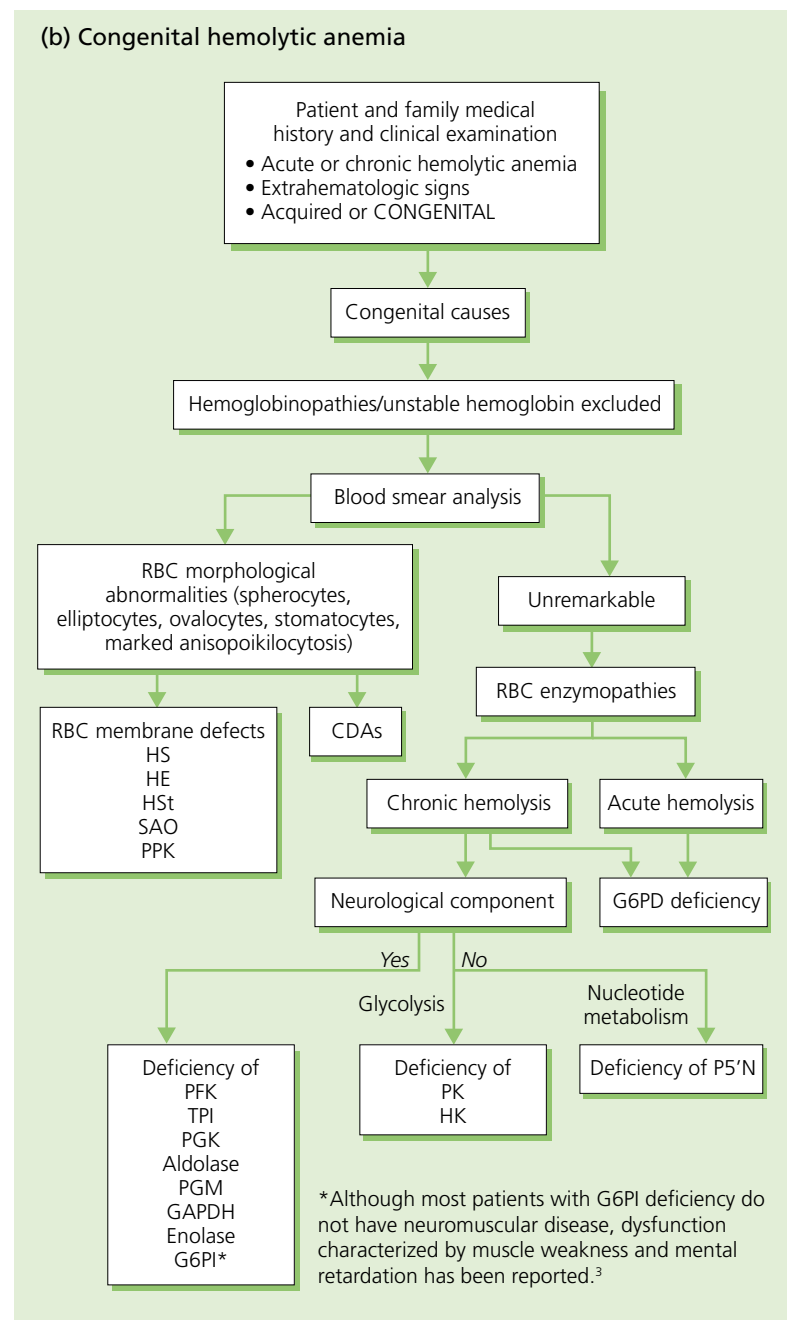 (b) Congenital hemolytic anemia
Patient and family medical
history and clinical examination
• Acute or chronic hemolytic anemia
• Extrahematologic signs
• Acquired or CONGENITAL
Congenital causes
Hemoglobinopathies/unstable hemoglobin excluded
Blood smear analysis
RBC morphological
abnormalities (spherocytes,
elliptocytes, ovalocytes, stomatocytes,
marked anisopoikilocytosis)
Unremarkable
RBC enzymopathies
RBC membrane defects
HS
HE
HSt
SAO
PPK
CDAs
Chronic hemolysis
Acute hemolysis
Neurological component
G6PD deficiency
Yes
No
Glycolysis
Nucleotide
metabolism
Deficiency of
PFK
TPI
PGK
Aldolase
PGM
GAPDH
Enolase
G6PI*
Deficiency of
PK
HK
Deficiency of P5'N
*Although most patients with G6PI deficiency do
not have neuromuscular disease, dysfunction
characterized by muscle weakness and mental
retardation has been reported.³